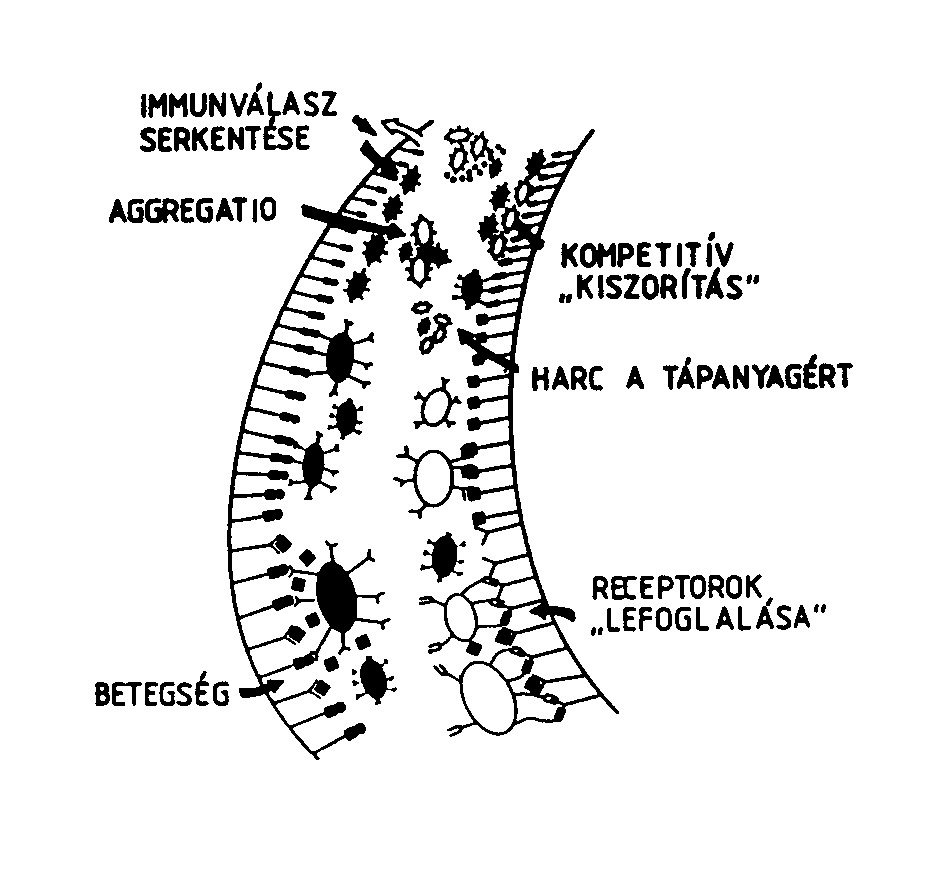 IMMUNVÁLASZ
SERKENTÉSE
AGGREGATIO
KOMPETITÍV
„KISZORÍTÁS"
HARC A TÁPANYAGÉRT
RECEPTOROK
„LEFOGLALÁSA"
BETEGSÉG